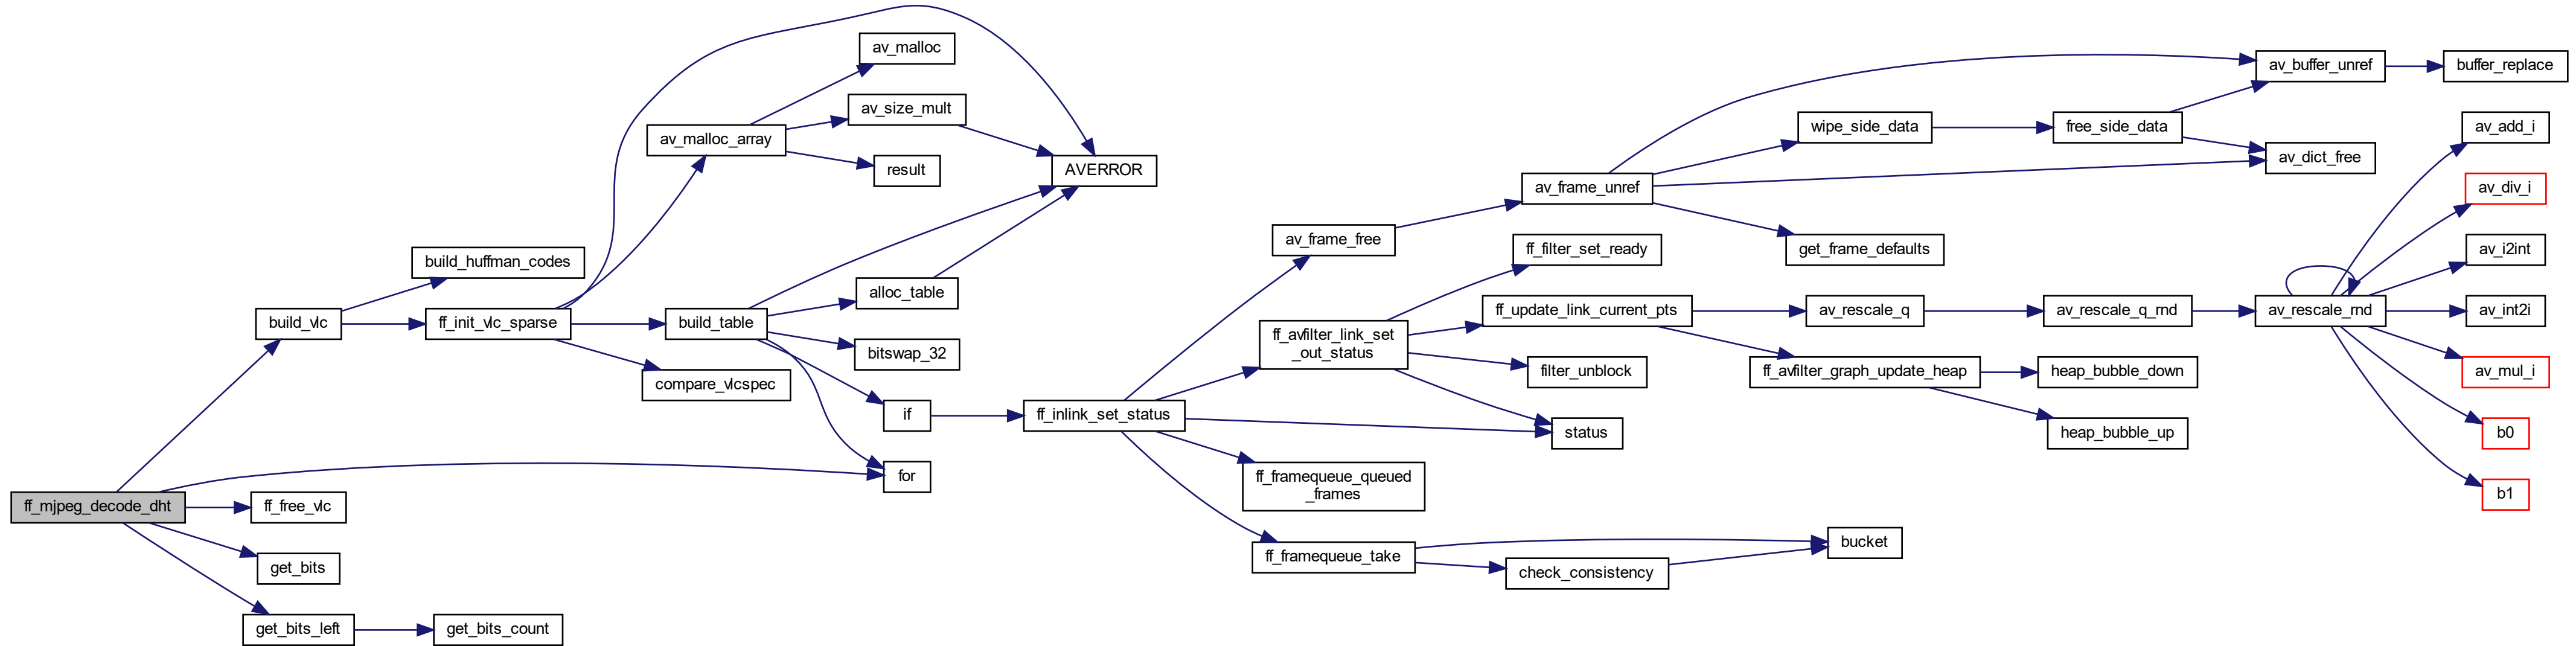 ff_mjpeg_decode_dht
build_vlc
build_huffman_codes
ff_init_vlc_sparse
av_malloc_array
av_malloc
av_size_mult
result
AVERROR
build_table
alloc_table
bitswap_32
compare_vlcspec
if
for
ff_free_vlc
get_bits
get_bits_left
get_bits_count
ff_inlink_set_status
av_frame_free
av_frame_unref
av_buffer_unref
buffer_replace
wipe_side_data
free_side_data
av_dict_free
get_frame_defaults
ff_avfilter_link_set
_out_status
ff_filter_set_ready
ff_update_link_current_pts
av_rescale_q
av_rescale_q_rnd
av_rescale_rnd
av_add_i
av_div_i
av_i2int
av_int2i
av_mul_i
b0
b1
ff_avfilter_graph_update_heap
heap_bubble_down
heap_bubble_up
filter_unblock
status
ff_framequeue_queued
_frames
ff_framequeue_take
check_consistency
bucket